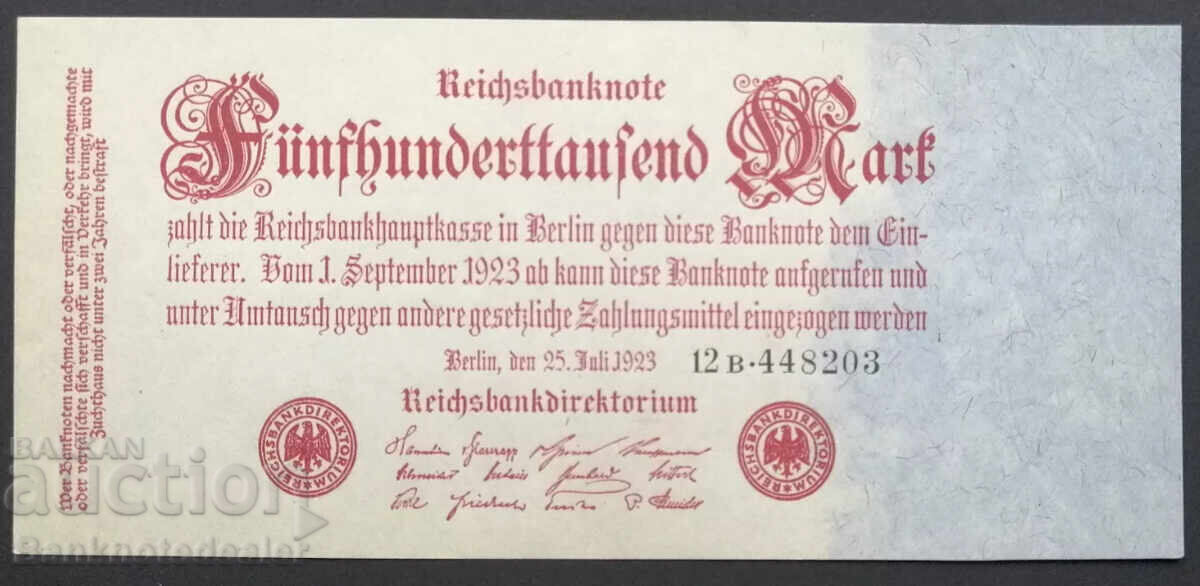 Reichsbanknote
Fünfhunderttausend Mark
zahlt die Reichsbankhauptkasse in Berlin gegen diese Banknote dem Ein-
lieferer. Vom 1. September 1923 ab kann diese Banknote aufgerufen und
unter Umtausch gegen andere gesetzliche Zahlungsmittel eingezogen werden
Berlin, den 25. Juli 1923 12B·448203
Reichsbankdirektorium
REICHSBANKDIREKTORIUM
REICHSBANKDIREKTORIUM
Wer Banknoten nachmacht oder verfälscht, oder nachgemachte
oder verfälschte sich verschafft und in Verkehr bringt, wird mit
Zuchthaus nicht unter zwei Jahren bestraft
BALKAN
auction
Banknotedealer